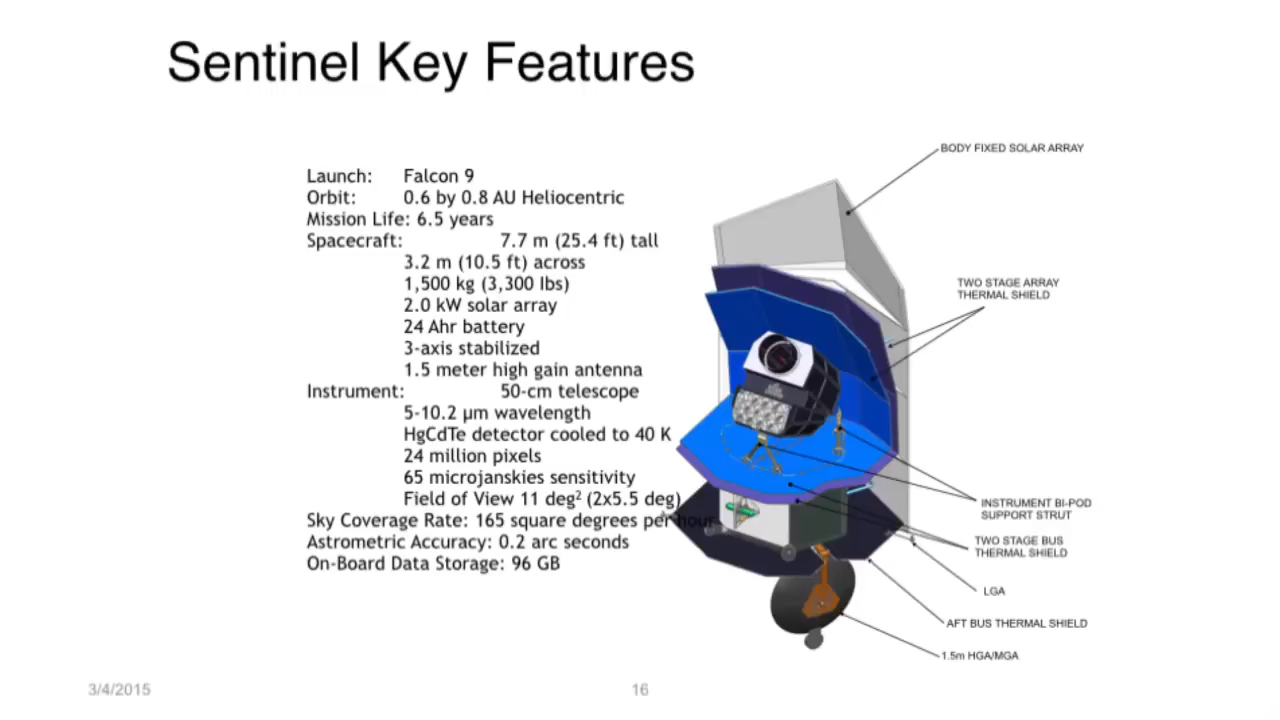 Sentinel Key Features
Launch: Falcon 9
Orbit: 0.6 by 0.8 AU Heliocentric
Mission Life: 6.5 years
Spacecraft: 7.7 m (25.4 ft) tall
3.2 m (10.5 ft) across
1,500 kg (3,300 lbs)
2.0 kW solar array
24 Ahr battery
3-axis stabilized
1.5 meter high gain antenna
Instrument: 50-cm telescope
5-10.2 µm wavelength
HgCdTe detector cooled to 40 K
24 million pixels
65 microjanskies sensitivity
Field of View 11 deg² (2x5.5 deg)
Sky Coverage Rate: 165 square degrees per hour
Astrometric Accuracy: 0.2 arc seconds
On-Board Data Storage: 96 GB
BODY FIXED SOLAR ARRAY
TWO STAGE ARRAY
THERMAL SHIELD
INSTRUMENT BI-POD
SUPPORT STRUT
TWO STAGE BUS
THERMAL SHIELD
LGA
AFT BUS THERMAL SHIELD
1.5m HGA/MGA
3/4/2015
16